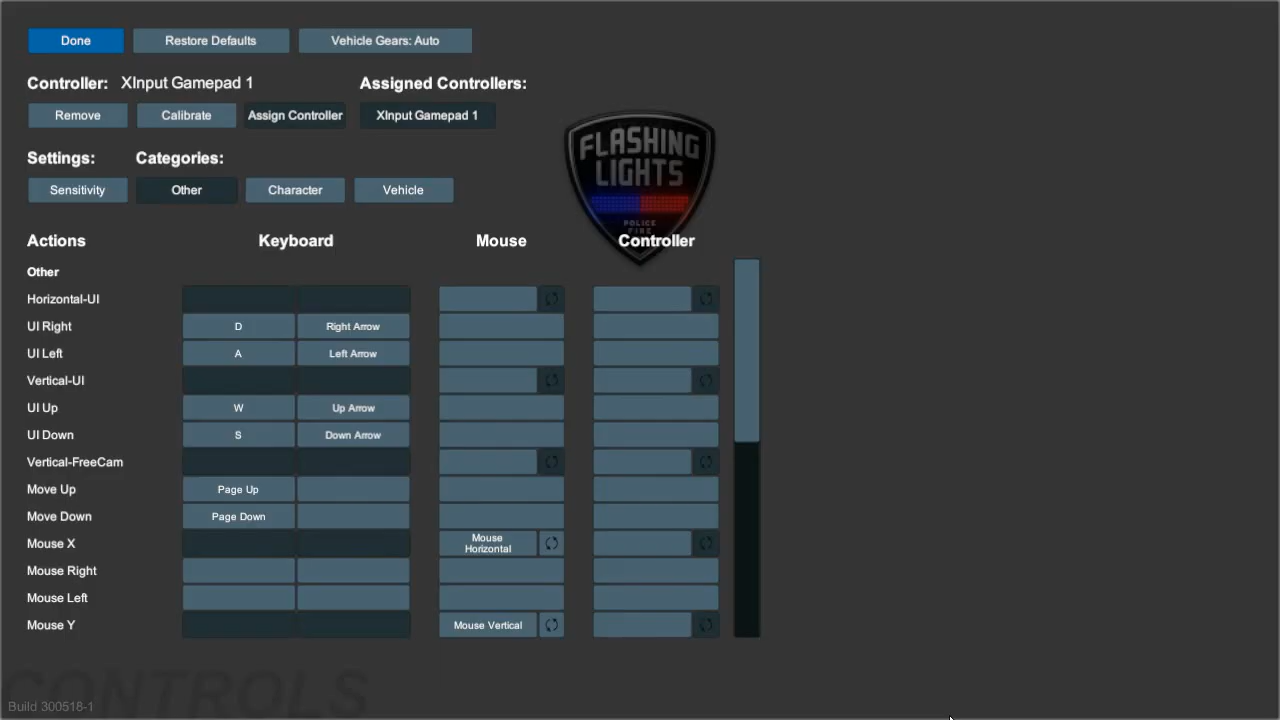 Done Restore Defaults Vehicle Gears: Auto
Controller: XInput Gamepad 1 Assigned Controllers:
Remove Calibrate Assign Controller XInput Gamepad 1
FLASHING
LIGHTS
POLICE
FIRE
Settings: Categories:
Sensitivity Other Character Vehicle
Actions Keyboard Mouse Controller
Other
Horizontal-UI
UI Right D Right Arrow
UI Left A Left Arrow
Vertical-UI
UI Up W Up Arrow
UI Down S Down Arrow
Vertical-FreeCam
Move Up Page Up
Move Down Page Down
Mouse X Mouse Horizontal
Mouse Right
Mouse Left
Mouse Y Mouse Vertical
CONTROLS
Build 300518-1